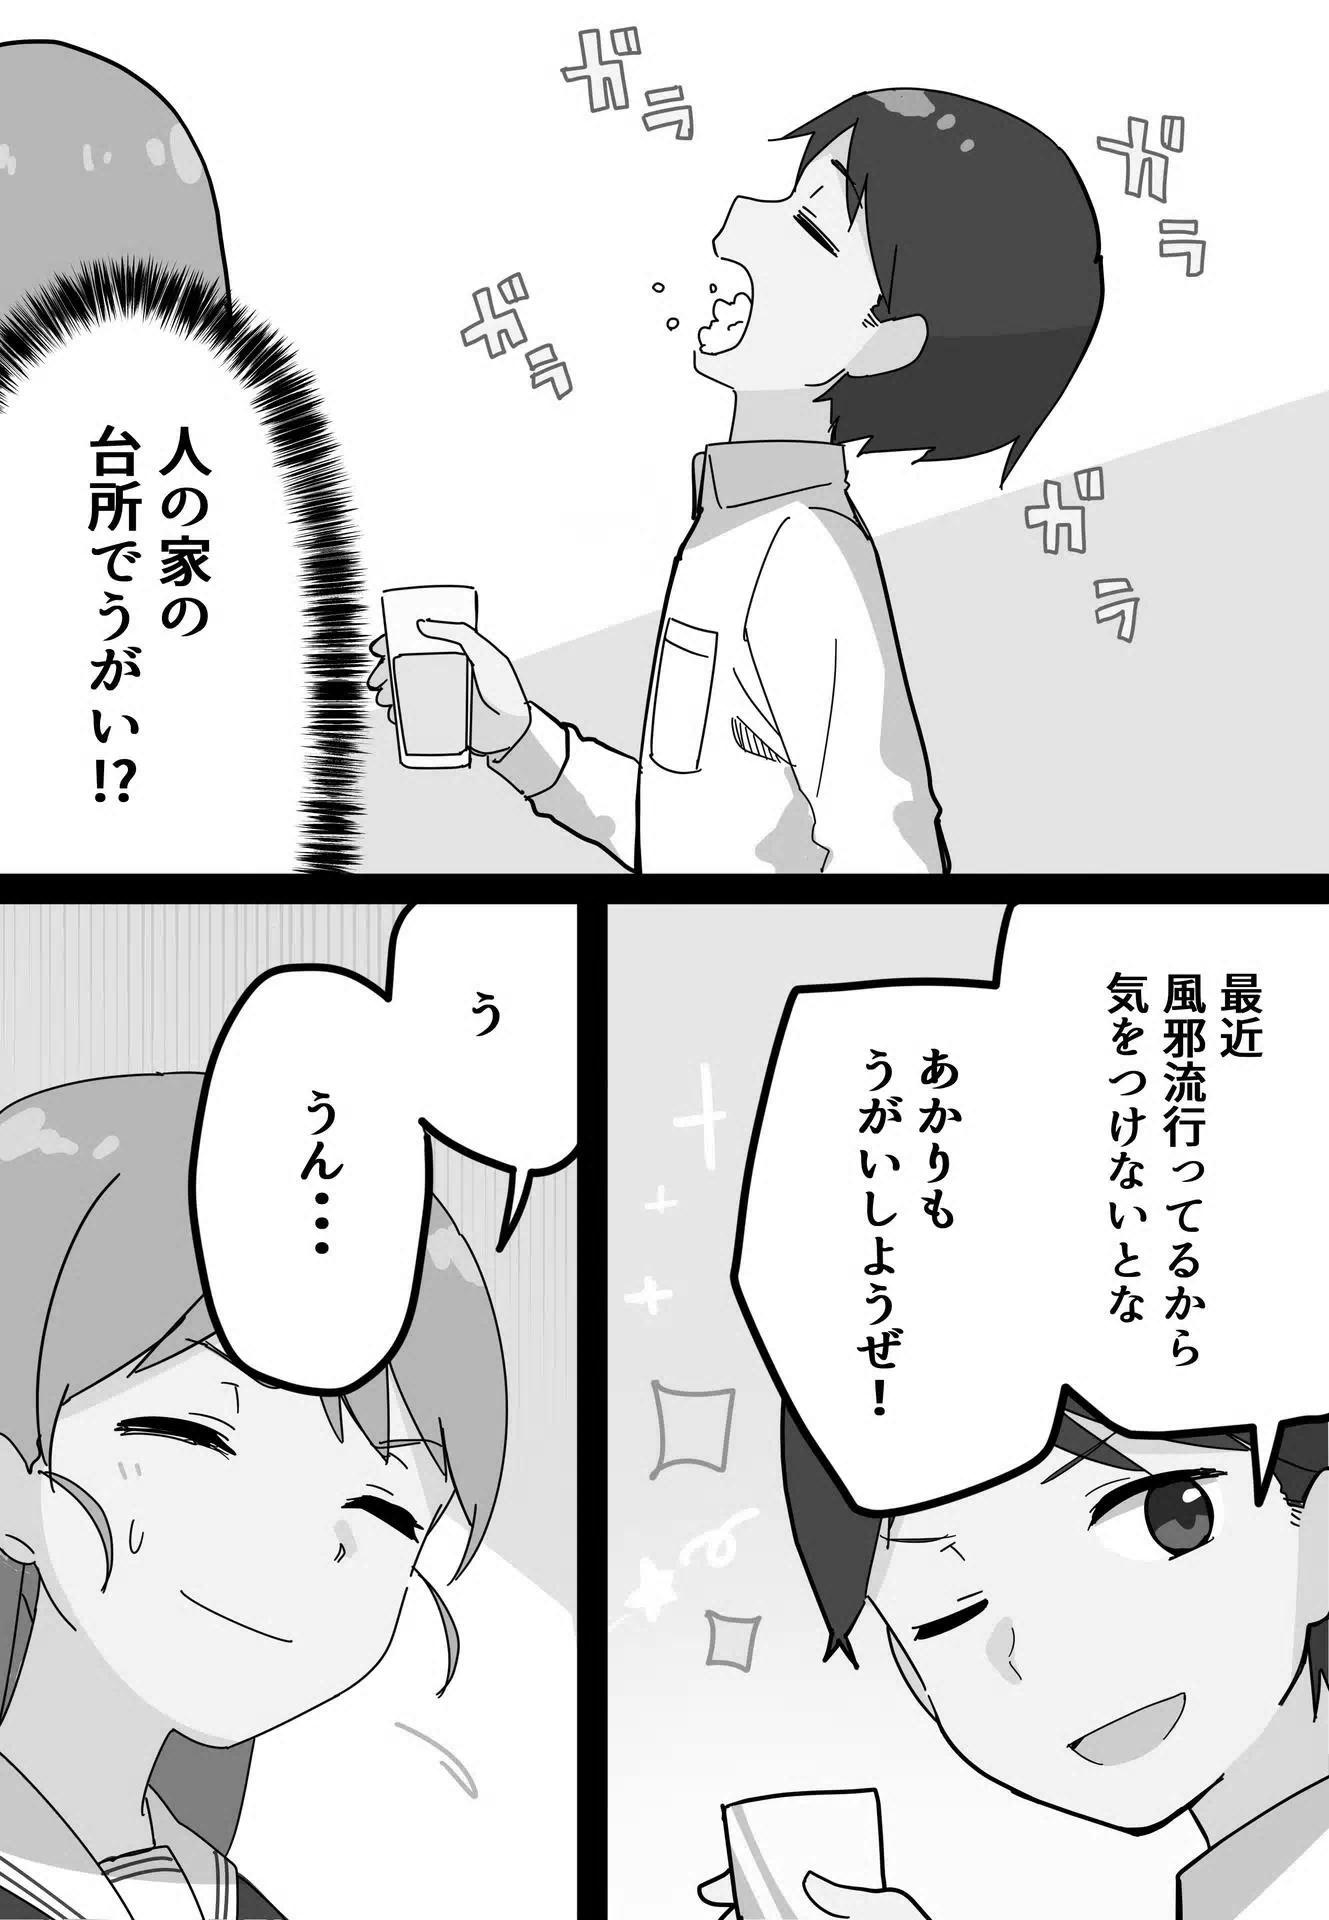 ガラ
ガラ
ガラ
ガラ
人の家の
台所でうがい!?
最近
風邪流行ってるから
気をつけないとな
あかりも
うがいしようぜ！
う
うん・・・